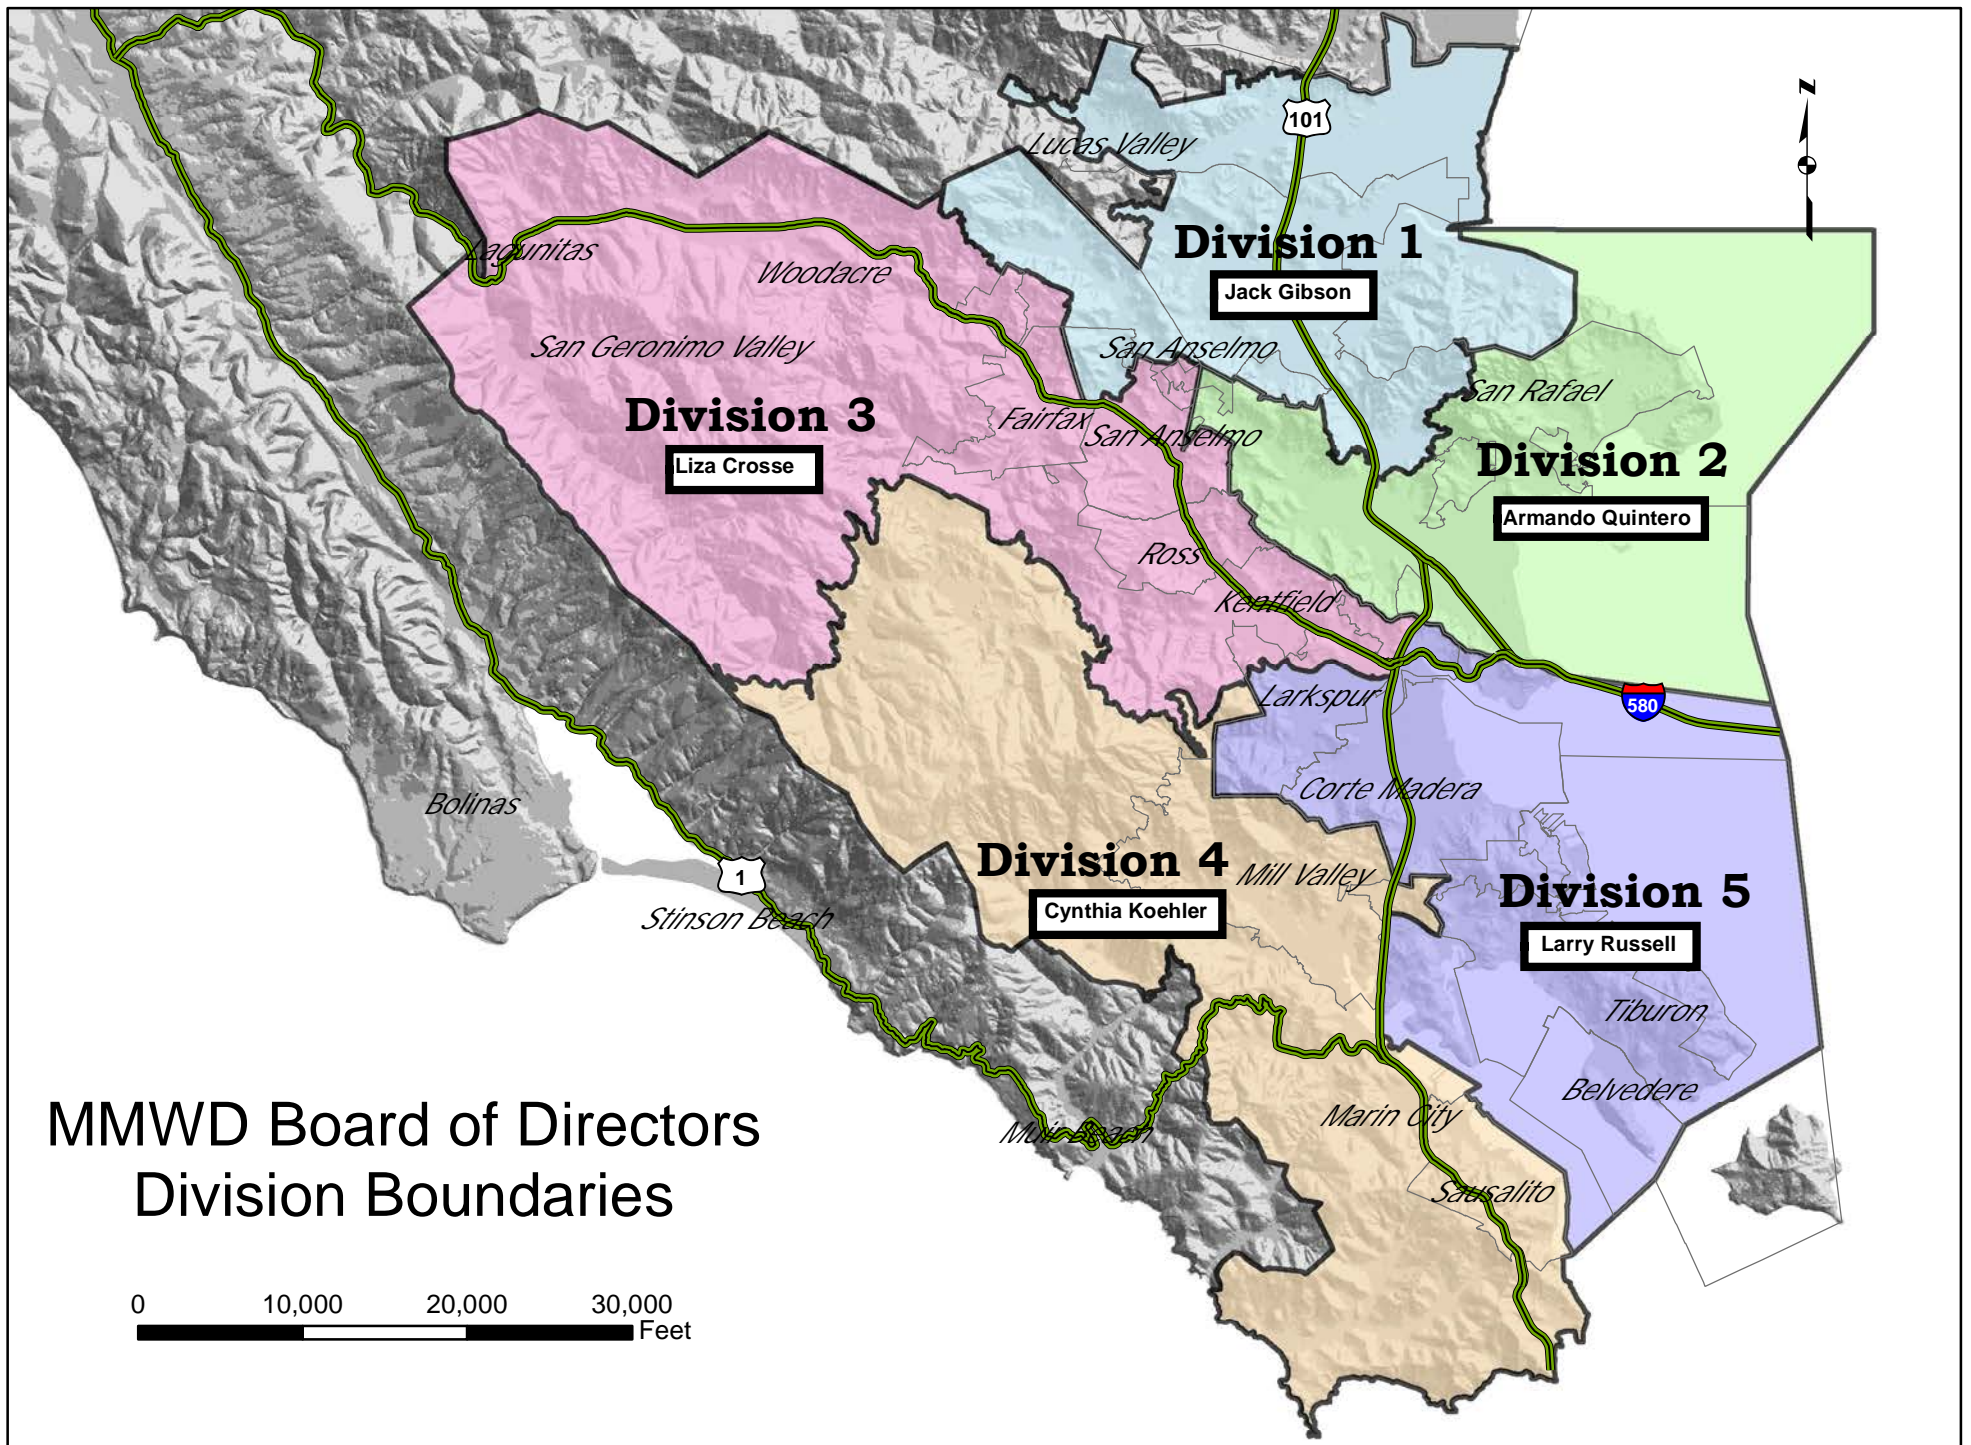 N
101
Lucas Valley
Division 1
Jack Gibson
Lagunitas
Woodacre
San Geronimo Valley
San Anselmo
San Rafael
Division 3
Liza Crosse
Fairfax
San Anselmo
Division 2
Armando Quintero
Ross
Kentfield
Larkspur
580
Corte Madera
Bolinas
Division 4
Cynthia Koehler
Mill Valley
1
Stinson Beach
Division 5
Larry Russell
Tiburon
Belvedere
Marin City
Muir Beach
Sausalito
MMWD Board of Directors
Division Boundaries
0 10,000 20,000 30,000
Feet